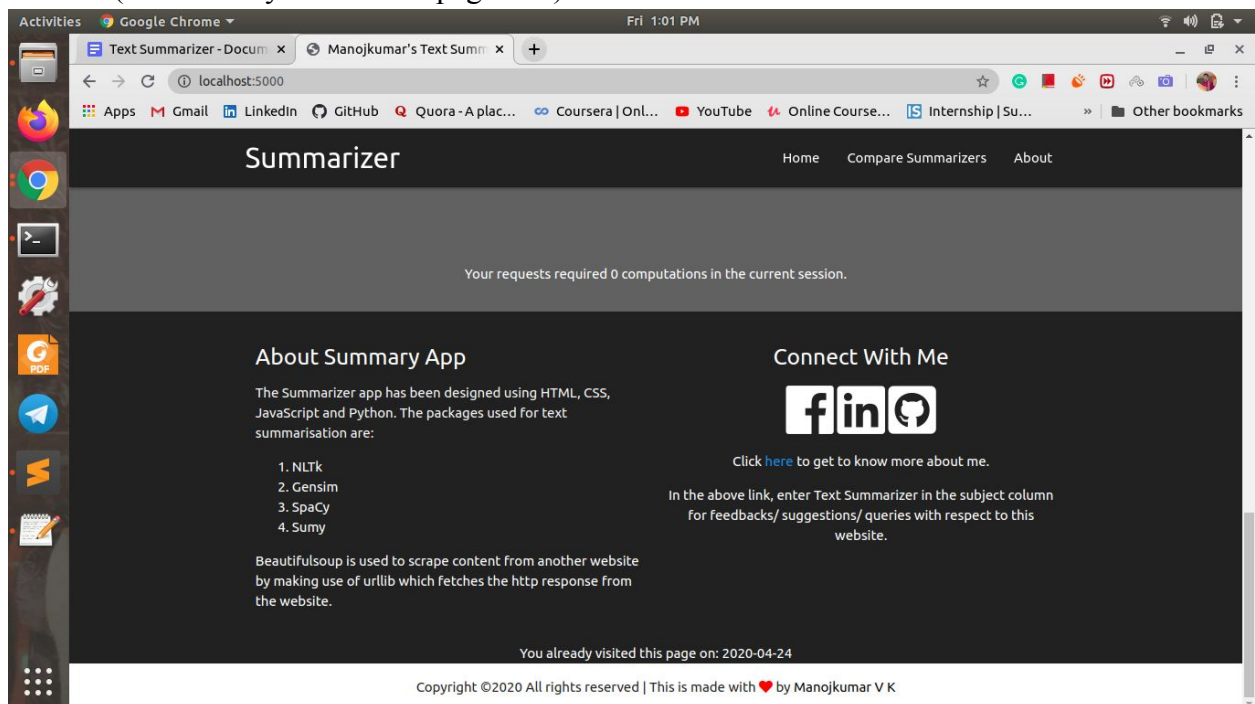 Activities Google Chrome Fri 1:01 PM
Text Summarizer - Docum Manojkumar's Text Summ
localhost:5000
Apps Gmail LinkedIn GitHub Quora - A plac... Coursera | Onl... YouTube Online Course... Internship | Su... » Other bookmarks
Summarizer Home Compare Summarizers About
Your requests required 0 computations in the current session.
About Summary App
The Summarizer app has been designed using HTML, CSS,
JavaScript and Python. The packages used for text
summarisation are:
1. NLTk
2. Gensim
3. SpaCy
4. Sumy
Beautifulsoup is used to scrape content from another website
by making use of urllib which fetches the http response from
the website.
Connect With Me
f in
Click here to get to know more about me.
In the above link, enter Text Summarizer in the subject column
for feedbacks/ suggestions/ queries with respect to this
website.
You already visited this page on: 2020-04-24
Copyright ©2020 All rights reserved | This is made with ❤ by Manojkumar V K
PDF